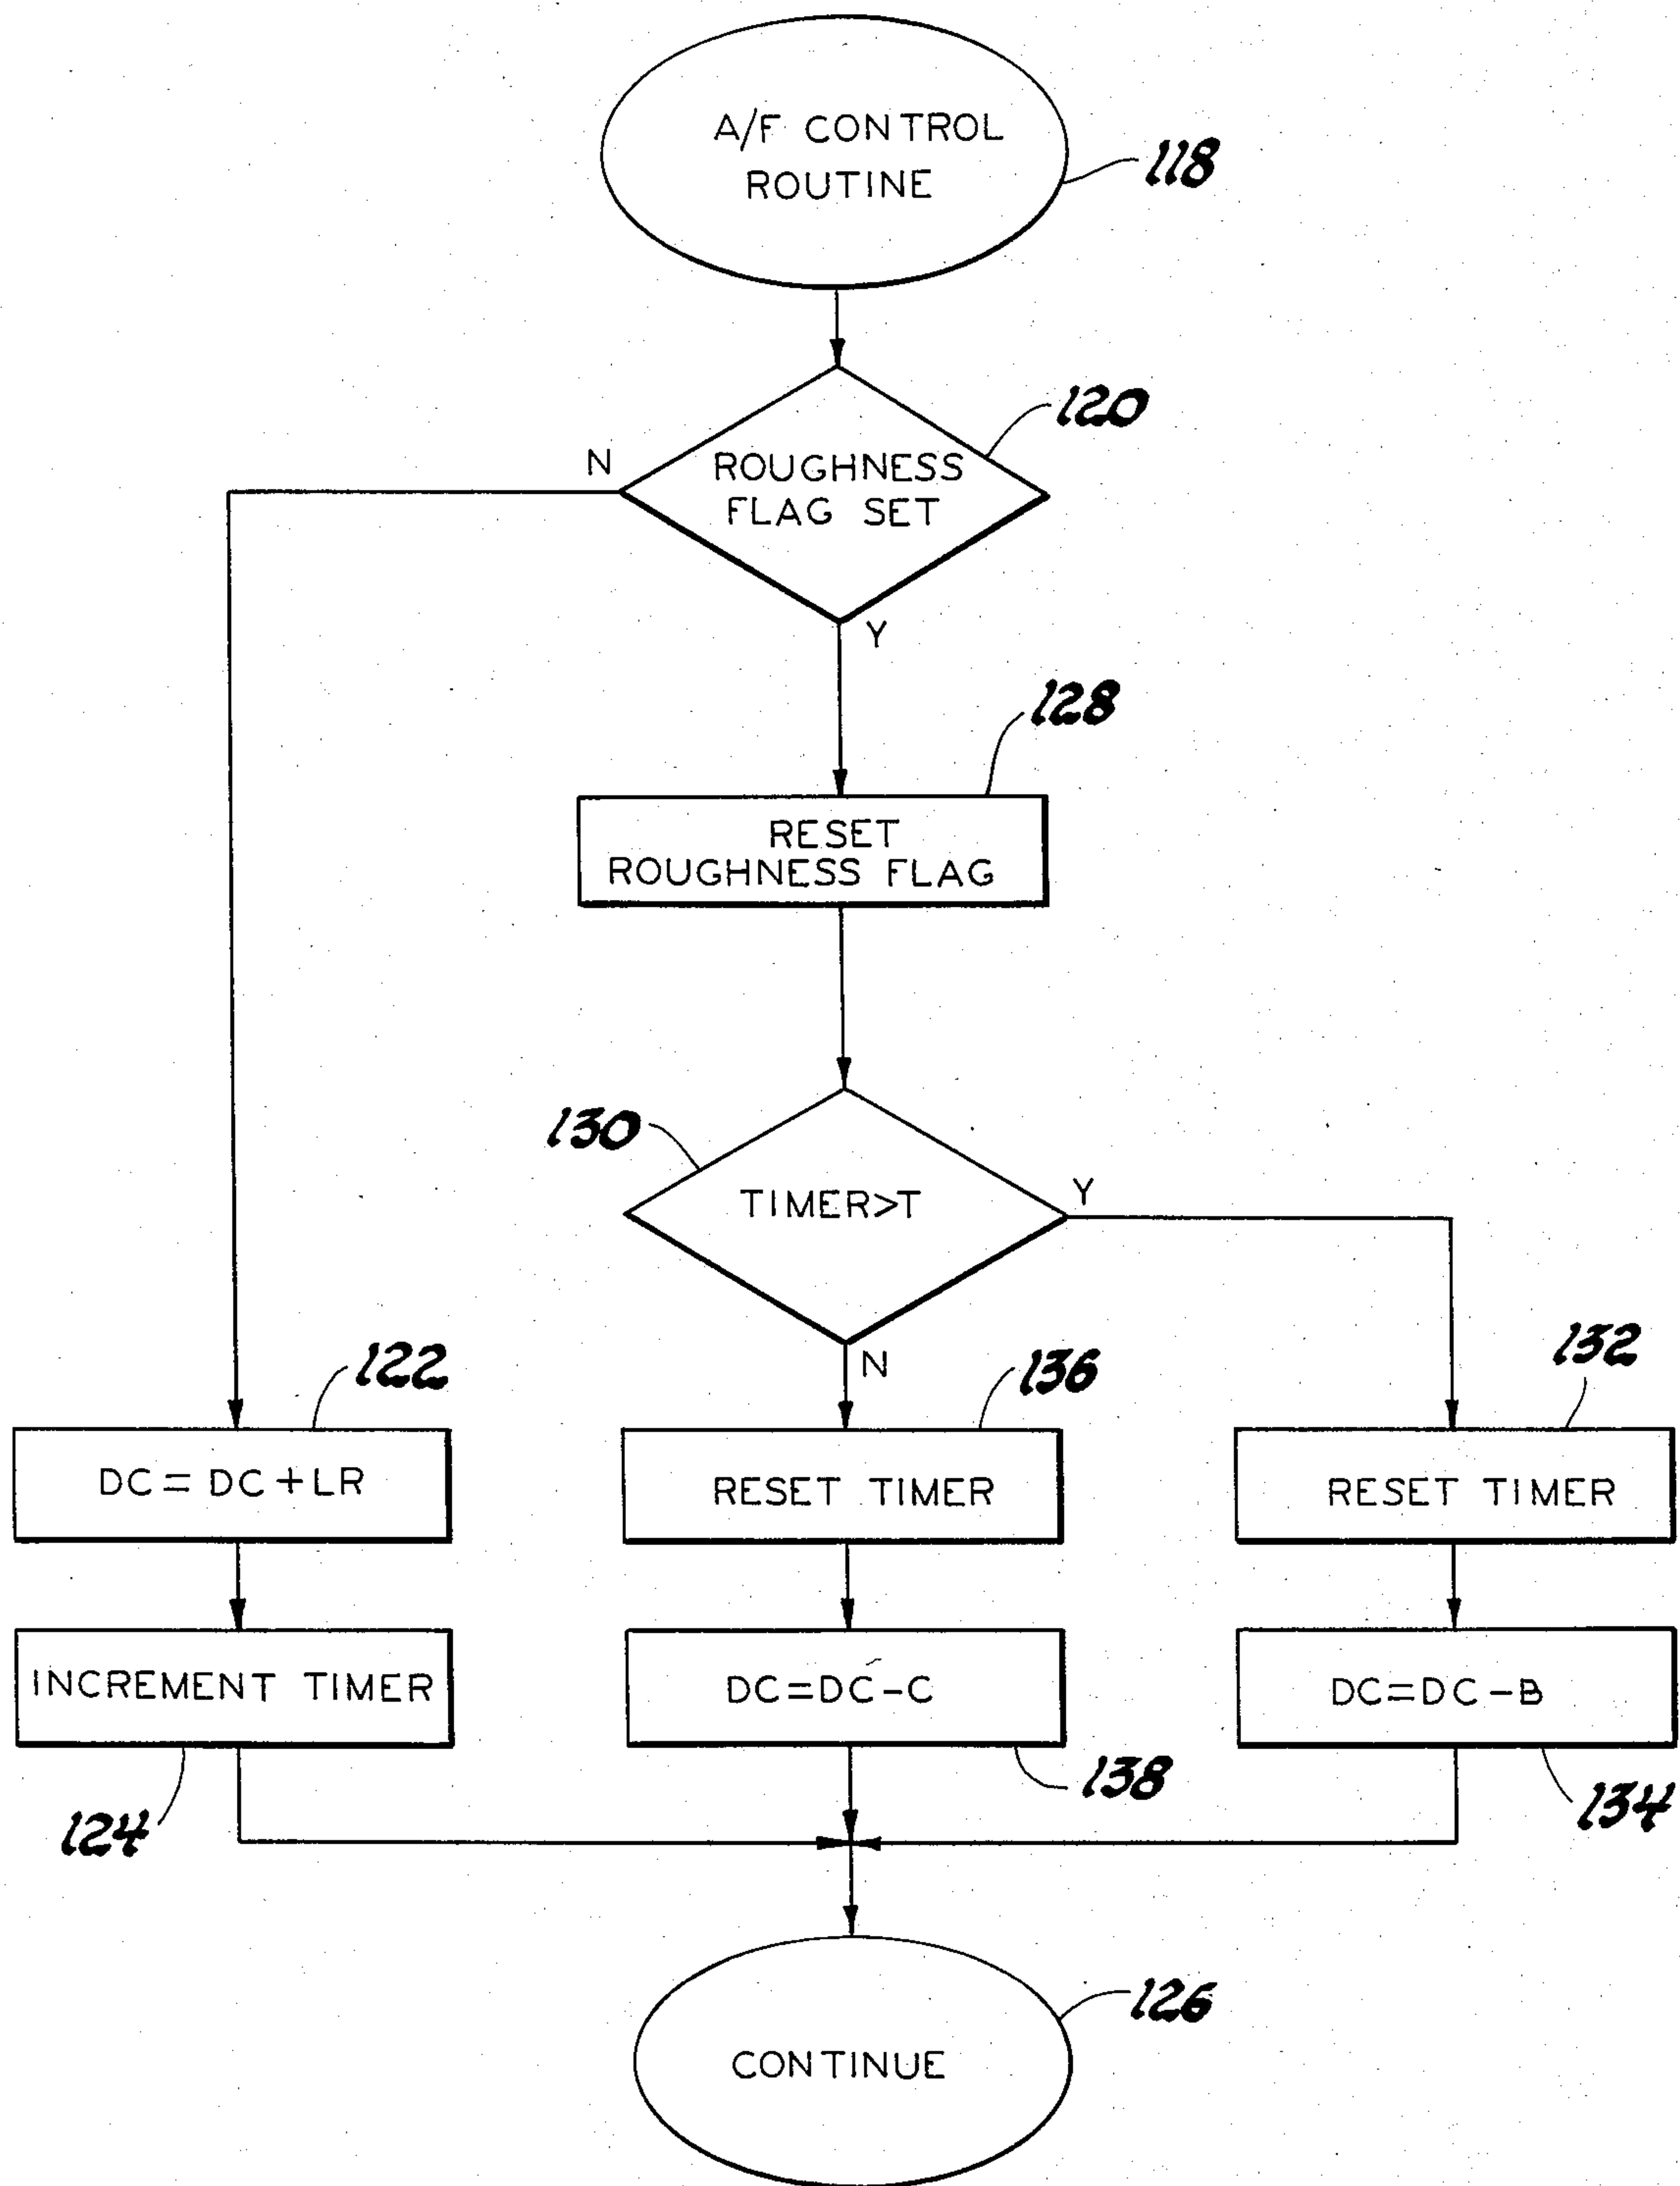 A/F CONTROL
ROUTINE
118
120
N
ROUGHNESS
FLAG SET
Y
128
RESET
ROUGHNESS FLAG
130
TIMER>T
Y
N
122
136
132
DC = DC + LR
RESET TIMER
RESET TIMER
INCREMENT TIMER
DC=DC-C
DC=DC-B
124
138
134
126
CONTINUE